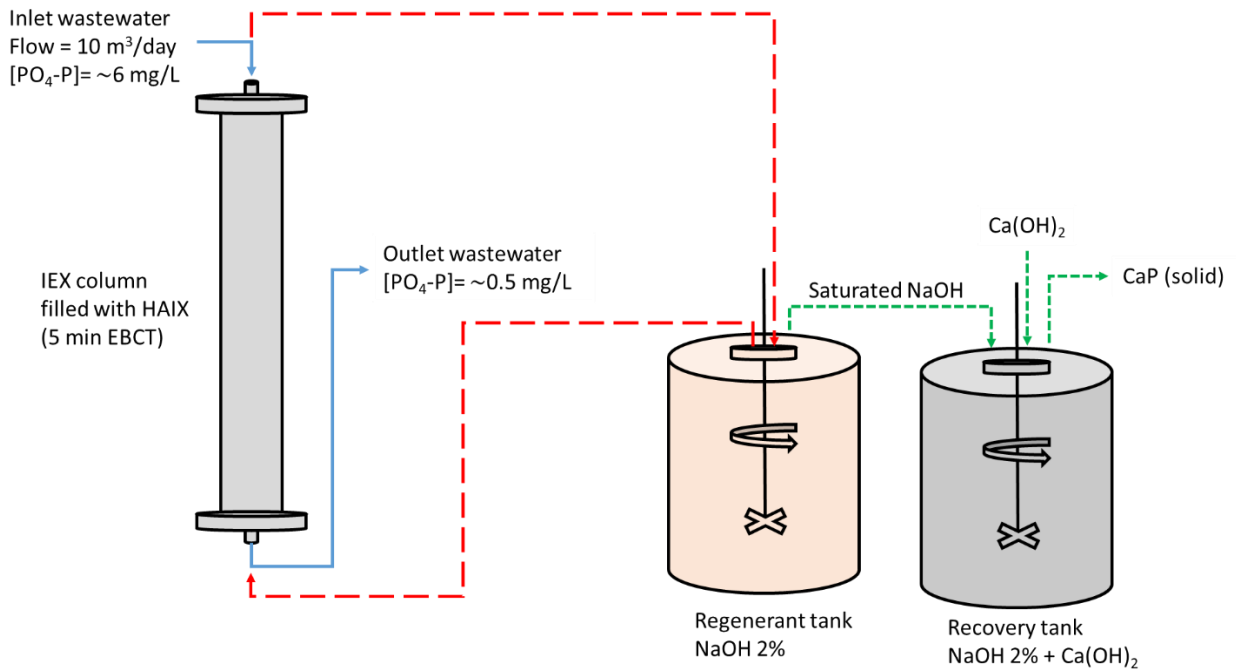 Inlet wastewater
Flow = 10 m³/day
[PO₄-P]= ~6 mg/L
IEX column
filled with HAIX
(5 min EBCT)
Outlet wastewater
[PO₄-P]= ~0.5 mg/L
Ca(OH)₂
CaP (solid)
Saturated NaOH
Regenerant tank
NaOH 2%
Recovery tank
NaOH 2% + Ca(OH)₂